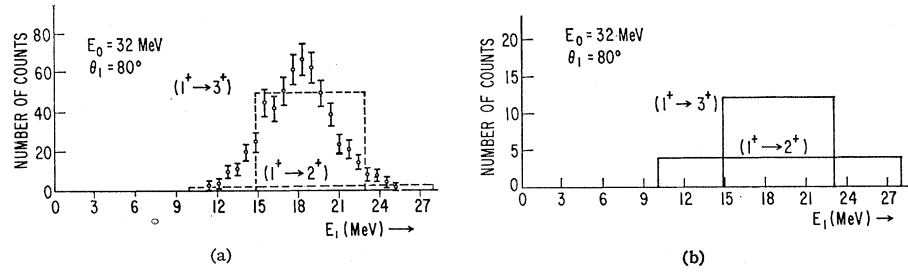 NUMBER OF COUNTS
80
60
40
20
0
E₀ = 32 MeV
θ₁ = 80°
(1⁺ → 3⁺)
(1⁺ → 2⁺)
0 3 6 9 12 15 18 21 24 27
E₁ (MeV) →
(a)
NUMBER OF COUNTS
20
15
10
5
0
E₀ = 32 MeV
θ₁ = 80°
(1⁺ → 3⁺)
(1⁺ → 2⁺)
0 3 6 9 12 15 18 21 24 27
E₁ (MeV) →
(b)